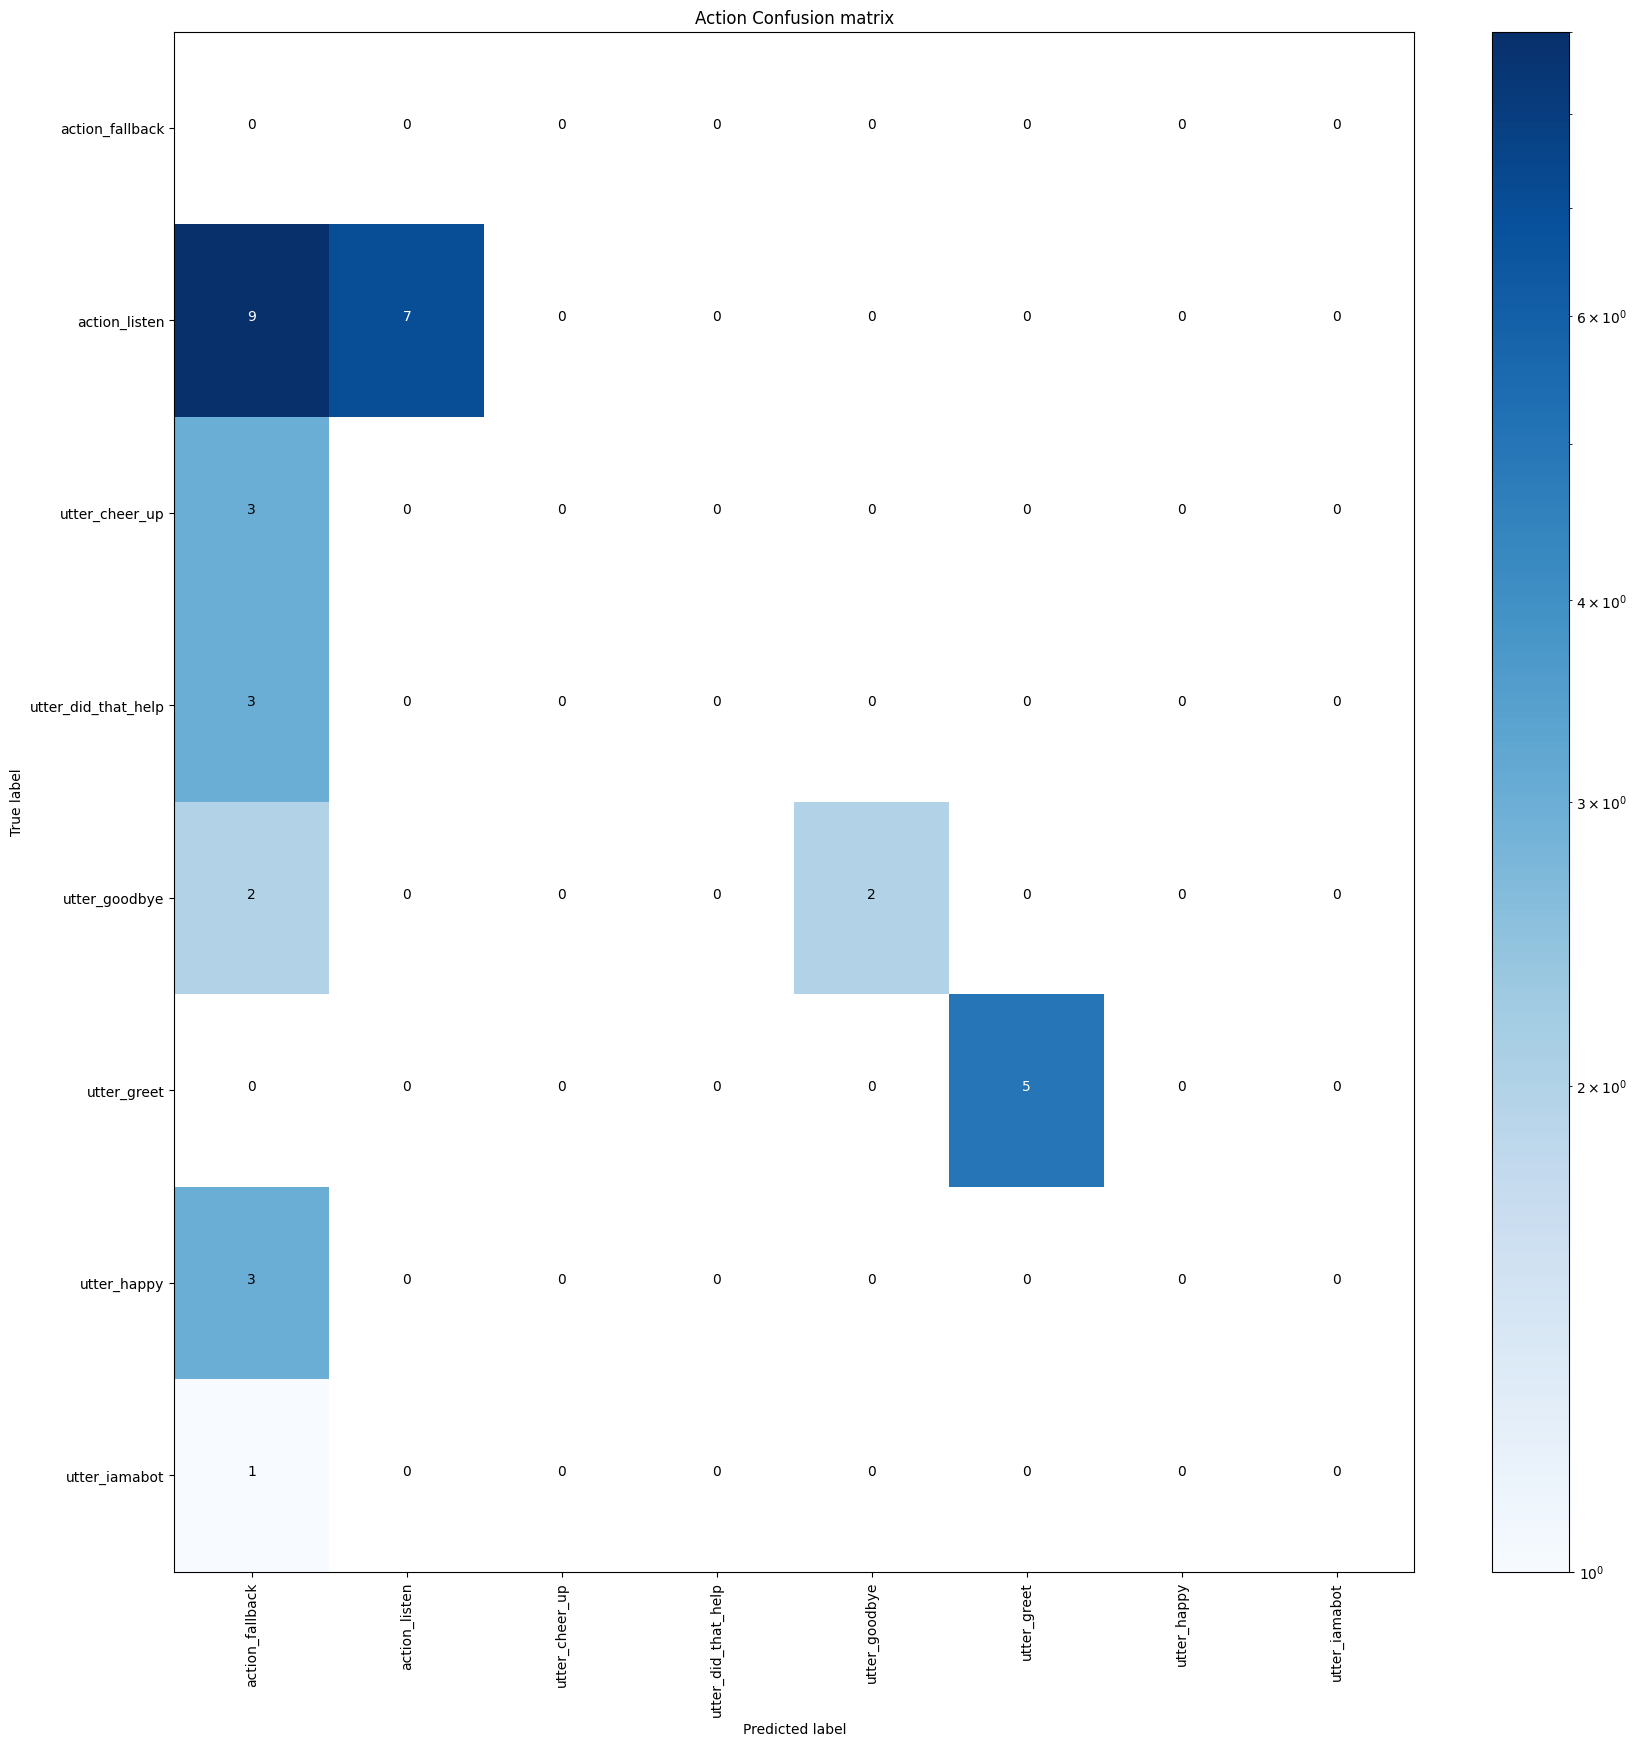 Action Confusion matrix
action_fallback 0 0 0 0 0 0 0 0
action_listen 9 7 0 0 0 0 0 0
utter_cheer_up 3 0 0 0 0 0 0 0
utter_did_that_help 3 0 0 0 0 0 0 0
utter_goodbye 2 0 0 0 2 0 0 0
utter_greet 0 0 0 0 0 5 0 0
utter_happy 3 0 0 0 0 0 0 0
utter_iamabot 1 0 0 0 0 0 0 0
True label
action_fallback
action_listen
utter_cheer_up
utter_did_that_help
utter_goodbye
utter_greet
utter_happy
utter_iamabot
Predicted label
6 × 10⁰
4 × 10⁰
3 × 10⁰
2 × 10⁰
10⁰